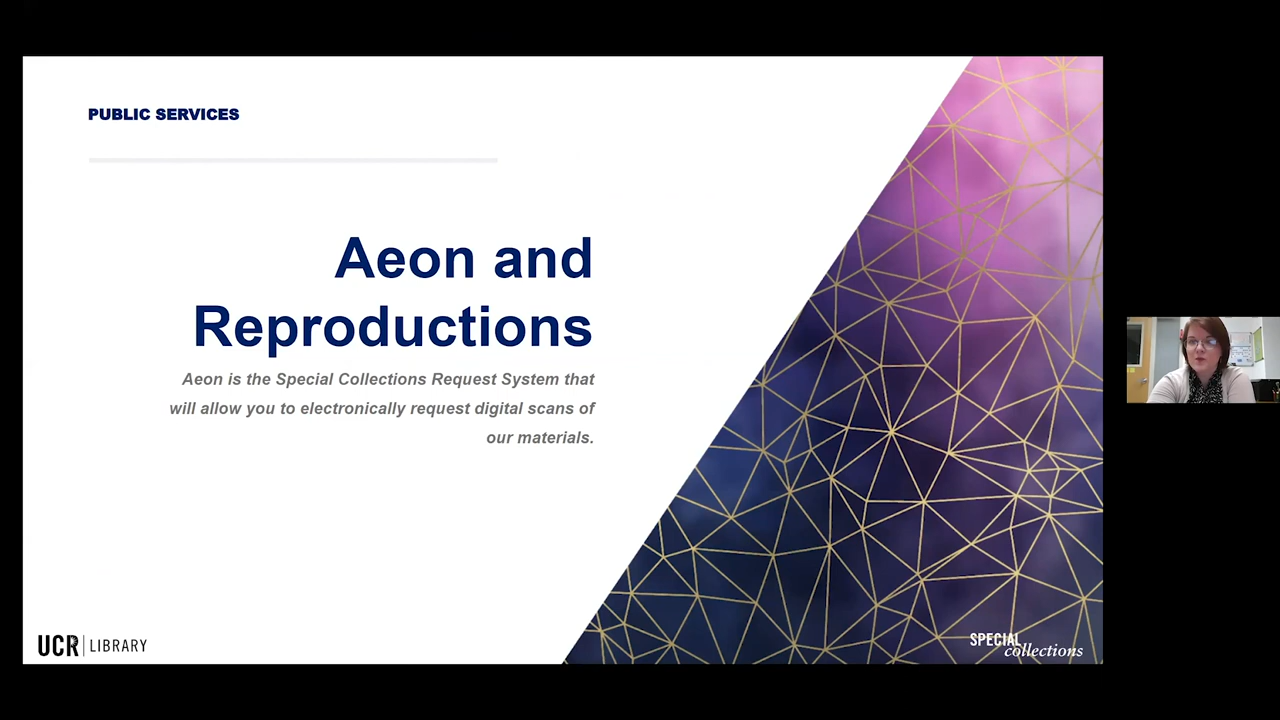 PUBLIC SERVICES
Aeon and
Reproductions
Aeon is the Special Collections Request System that
will allow you to electronically request digital scans of
our materials.
UCR | LIBRARY
SPECIAL
collections